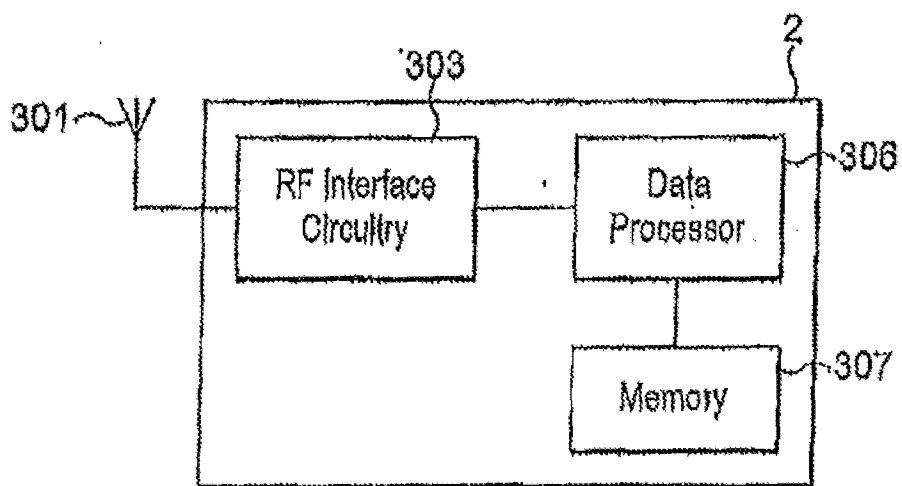 2
303
301
RF Interface
Circuitry
Data
Processor
306
Memory
307